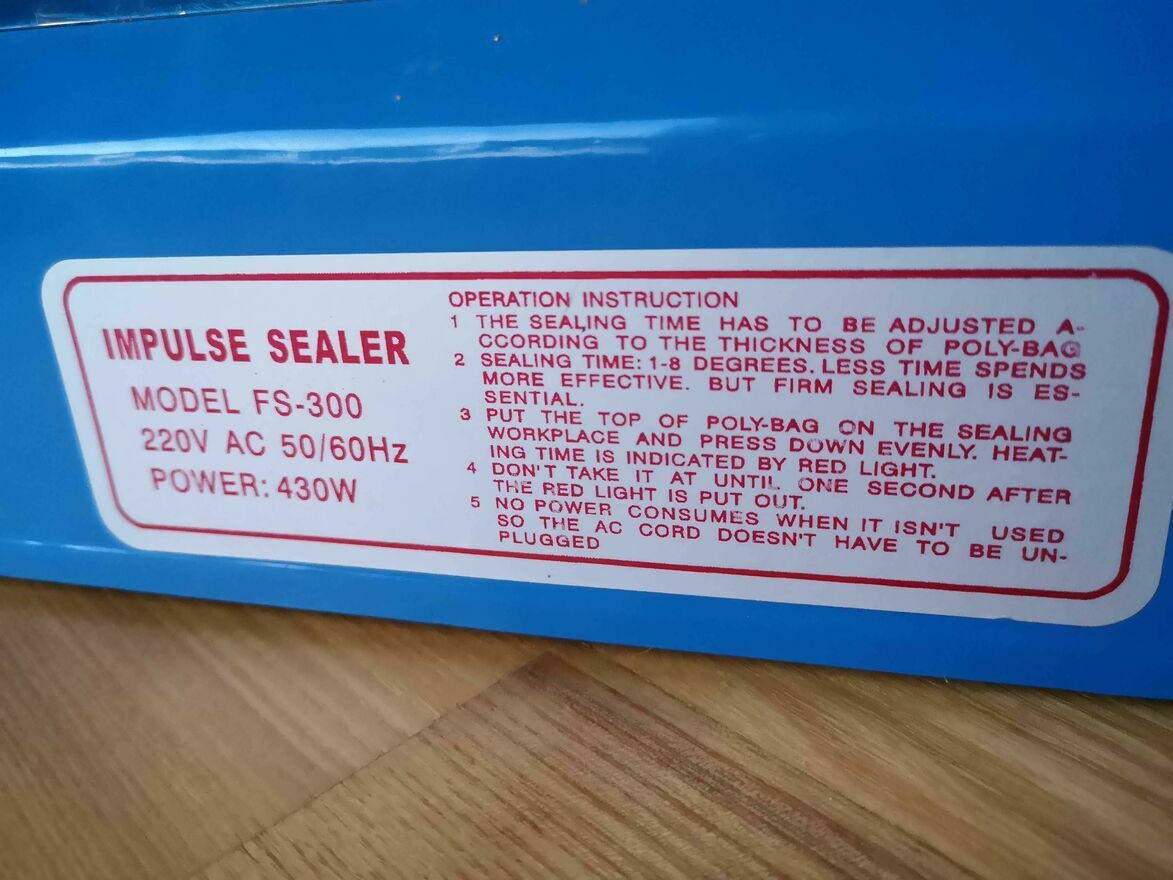 IMPULSE SEALER
MODEL FS-300
220V AC 50/60Hz
POWER: 430W
OPERATION INSTRUCTION
1 THE SEALING TIME HAS TO BE ADJUSTED A-
CCORDING TO THE THICKNESS OF POLY-BAG
2 SEALING TIME: 1-8 DEGREES. LESS TIME SPENDS
MORE EFFECTIVE. BUT FIRM SEALING IS ES-
SENTIAL.
3 PUT THE TOP OF POLY-BAG ON THE SEALING
WORKPLACE AND PRESS DOWN EVENLY. HEAT-
ING TIME IS INDICATED BY RED LIGHT.
4 DON'T TAKE IT AT UNTIL ONE SECOND AFTER
THE RED LIGHT IS PUT OUT.
5 NO POWER CONSUMES WHEN IT ISN'T USED
SO THE AC CORD DOESN'T HAVE TO BE UN-
PLUGGED